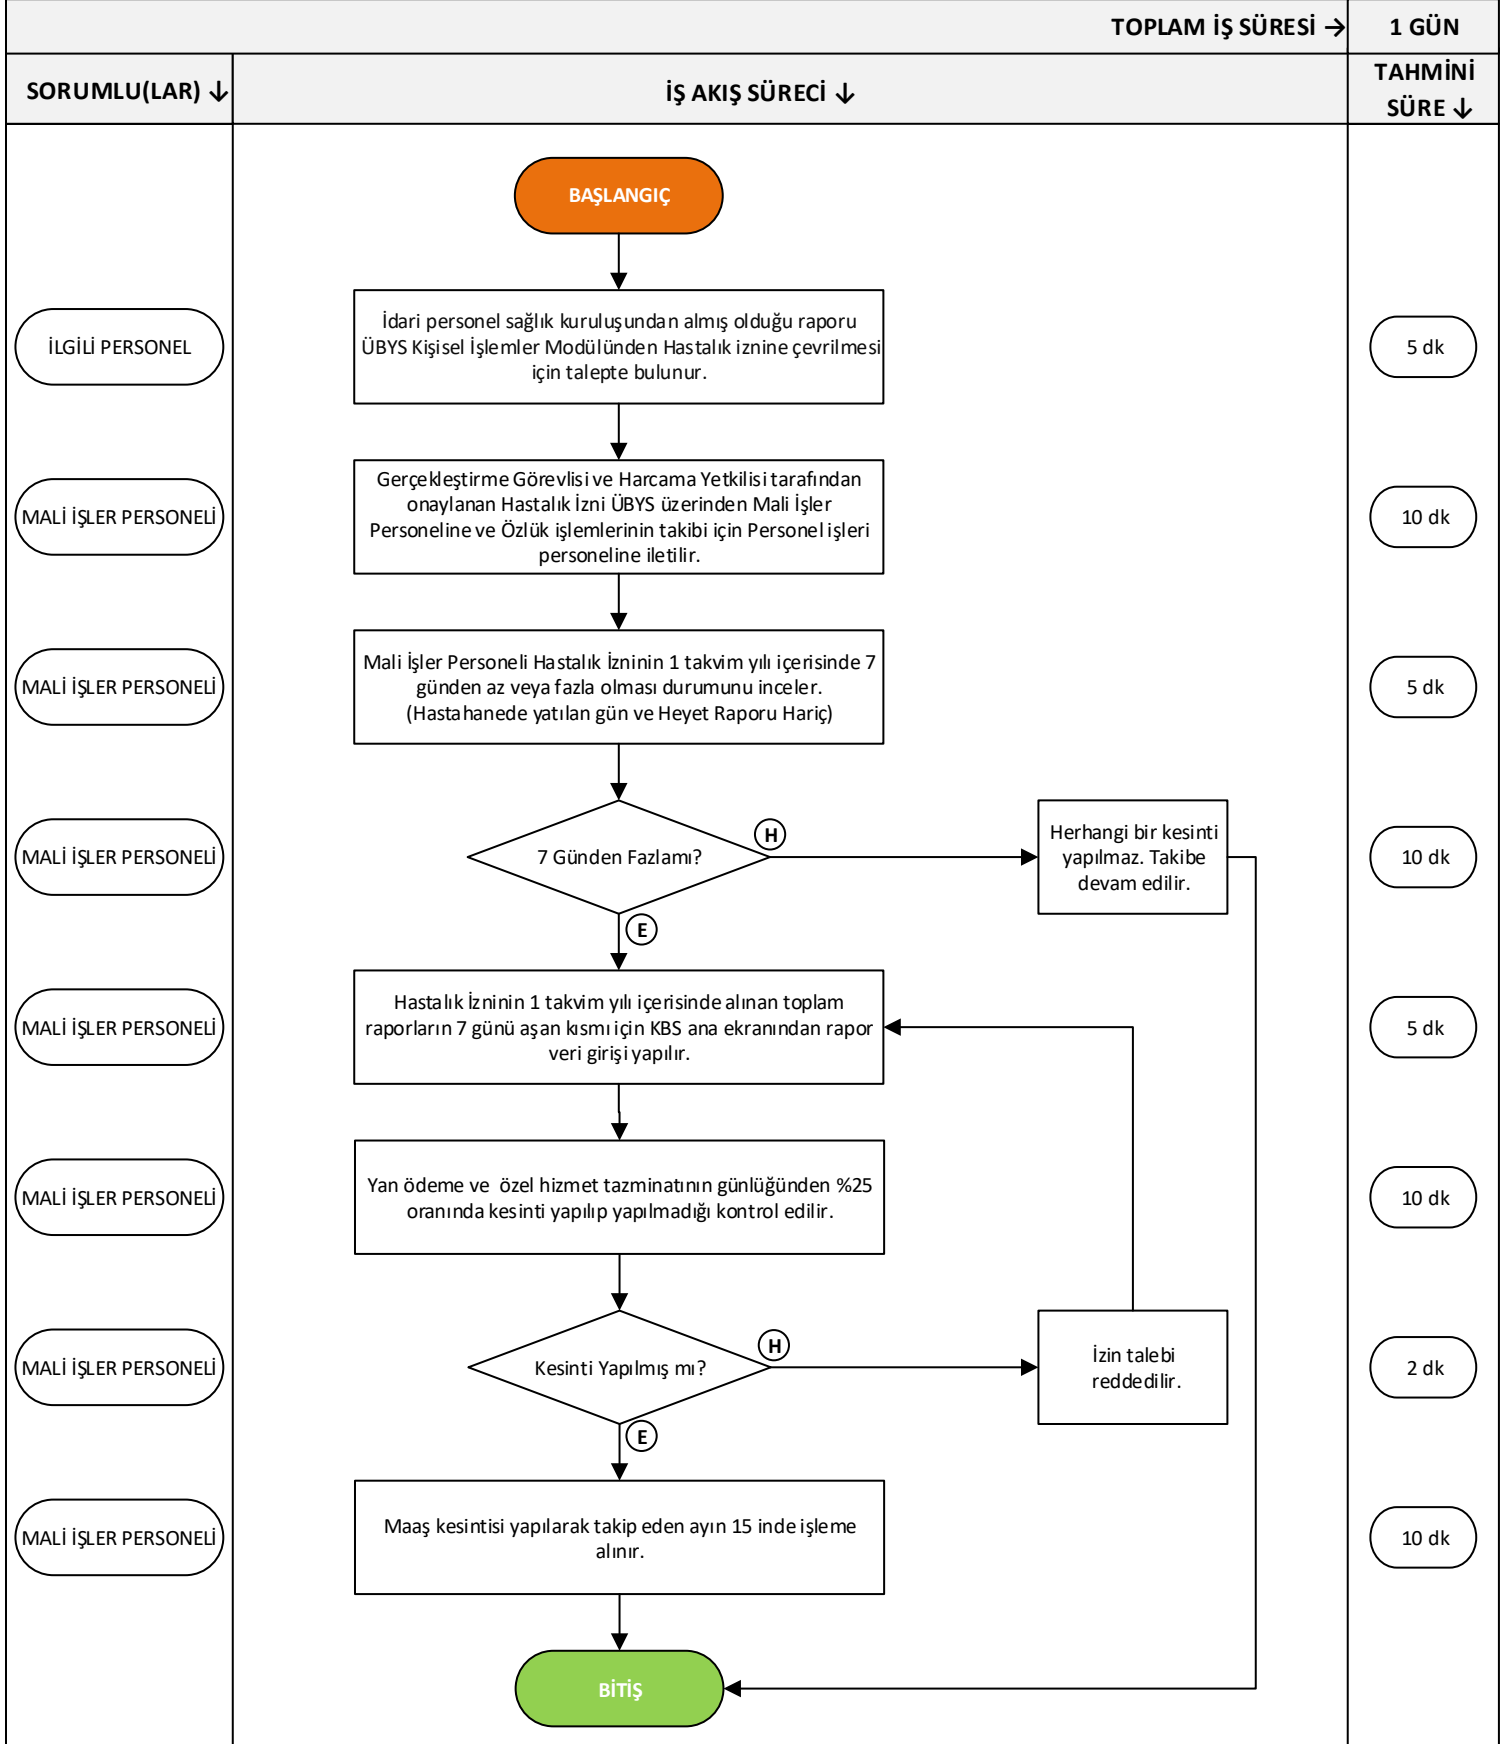 TOPLAM İŞ SÜRESİ →
1 GÜN
SORUMLU(LAR) ↓
İŞ AKIŞ SÜRECİ ↓
TAHMİNİ
SÜRE ↓
BAŞLANGIÇ
İLGİLİ PERSONEL
İdari personel sağlık kuruluşundan almış olduğu raporu
ÜBYS Kişisel İşlemler Modülünden Hastalık iznine çevrilmesi
için talepte bulunur.
5 dk
MALİ İŞLER PERSONELİ
Gerçekleştirme Görevlisi ve Harcama Yetkilisi tarafından
onaylanan Hastalık İzni ÜBYS üzerinden Mali İşler
Personeline ve Özlük işlemlerinin takibi için Personel işleri
personeline iletilir.
10 dk
MALİ İŞLER PERSONELİ
Mali İşler Personeli Hastalık İzninin 1 takvim yılı içerisinde 7
günden az veya fazla olması durumunu inceler.
(Hastahanede yatılan gün ve Heyet Raporu Hariç)
5 dk
MALİ İŞLER PERSONELİ
7 Günden Fazlamı?
H
Herhangi bir kesinti
yapılmaz. Takibe
devam edilir.
10 dk
E
MALİ İŞLER PERSONELİ
Hastalık İzninin 1 takvim yılı içerisinde alınan toplam
raporların 7 günü aşan kısmı için KBS ana ekranından rapor
veri girişi yapılır.
5 dk
MALİ İŞLER PERSONELİ
Yan ödeme ve  özel hizmet tazminatının günlüğünden %25
oranında kesinti yapılıp yapılmadığı kontrol edilir.
10 dk
MALİ İŞLER PERSONELİ
Kesinti Yapılmış mı?
H
İzin talebi
reddedilir.
2 dk
E
MALİ İŞLER PERSONELİ
Maaş kesintisi yapılarak takip eden ayın 15 inde işleme
alınır.
10 dk
BİTİŞ